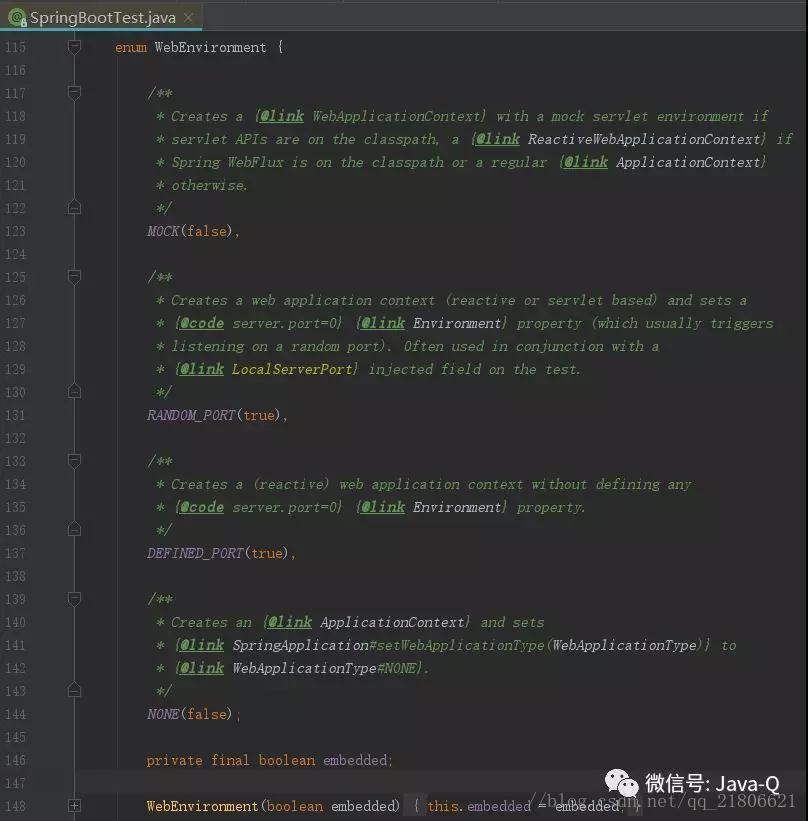 SpringBootTest.java ×
115 enum WebEnvironment {
116
117 /**
118 * Creates a {@link WebApplicationContext} with a mock servlet environment if
119 * servlet APIs are on the classpath, a {@link ReactiveWebApplicationContext} if
120 * Spring WebFlux is on the classpath or a regular {@link ApplicationContext}
121 * otherwise.
122 */
123 MOCK(false),
124
125 /**
126 * Creates a web application context (reactive or servlet based) and sets a
127 * {@code server.port=0} {@link Environment} property (which usually triggers
128 * listening on a random port). Often used in conjunction with a
129 * {@link LocalServerPort} injected field on the test.
130 */
131 RANDOM_PORT(true),
132
133 /**
134 * Creates a (reactive) web application context without defining any
135 * {@code server.port=0} {@link Environment} property.
136 */
137 DEFINED_PORT(true),
138
139 /**
140 * Creates an {@link ApplicationContext} and sets
141 * {@link SpringApplication#setWebApplicationType(WebApplicationType)} to
142 * {@link WebApplicationType#NONE}.
143 */
144 NONE(false);
145
146 private final boolean embedded;
147
148 WebEnvironment(boolean embedded) { this.embedded = embedded; }
微信号: Java-Q
//blog.csdn.net/qq_21806621